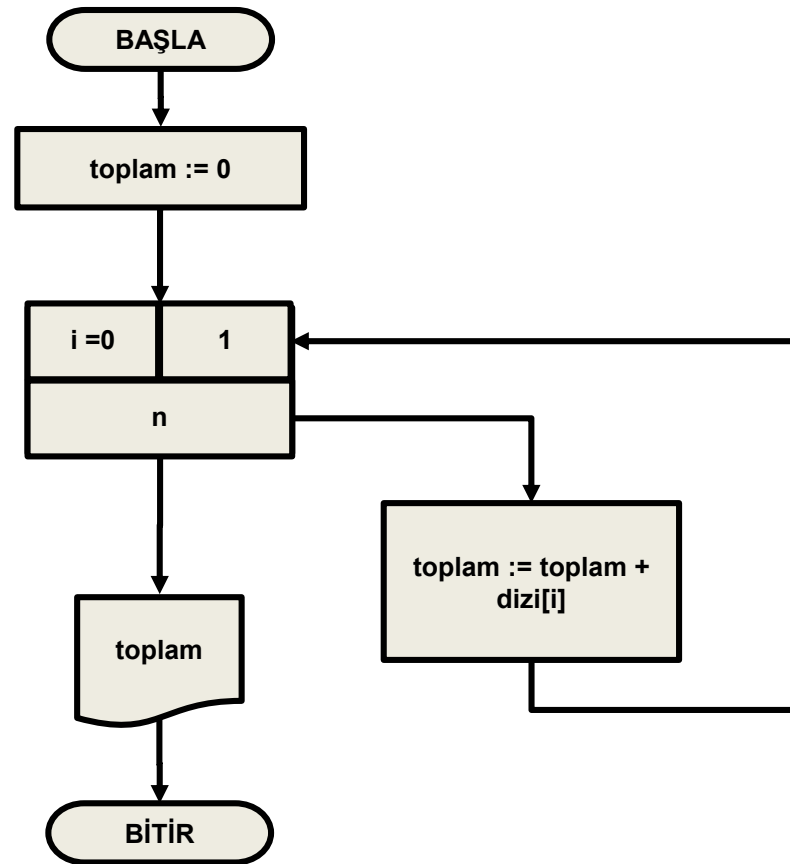 BAŞLA
toplam := 0
i =0
1
n
toplam := toplam +
dizi[i]
toplam
BİTİR